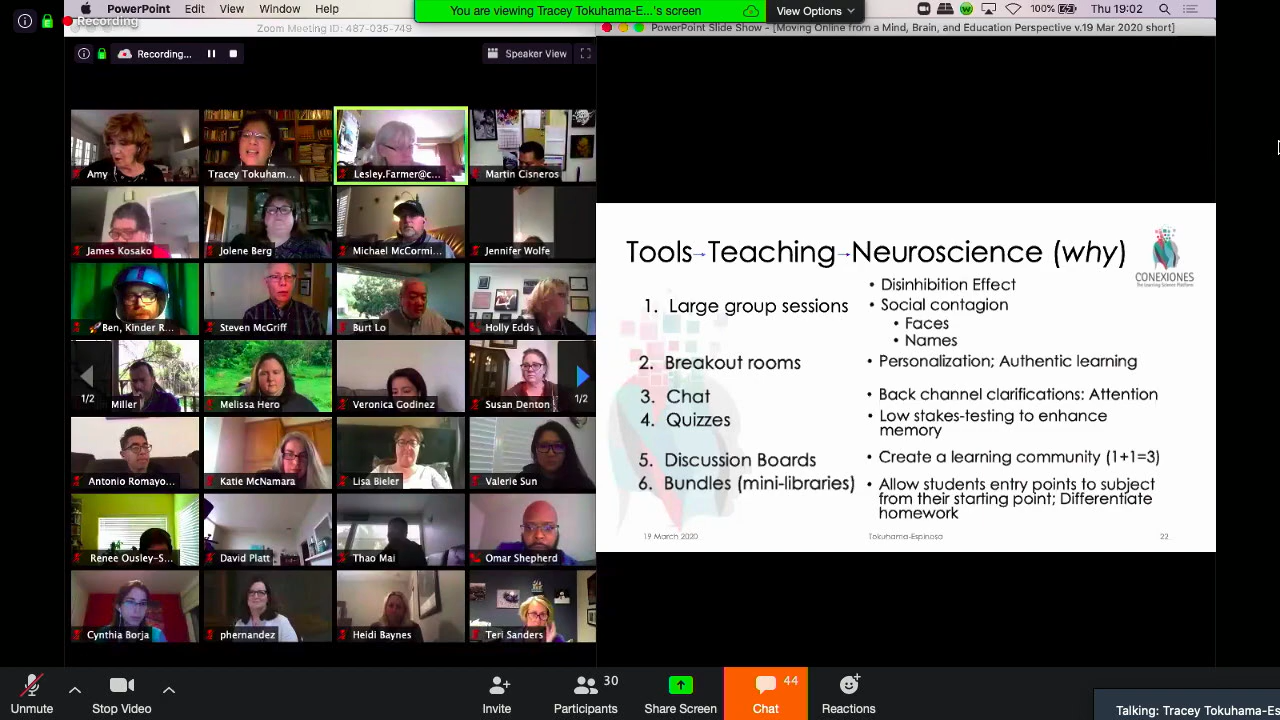 PowerPoint Edit View Window Help
You are viewing Tracey Tokuhama-E...'s screen
View Options
100%
Thu 19:02
Recording
Zoom Meeting ID: 487-035-749
PowerPoint Slide Show - [Moving Online from a Mind, Brain, and Education Perspective v.19 Mar 2020 short]
Recording...
Speaker View
Amy
Tracey Tokuham...
Lesley.Farmer@c...
Martin Cisneros
James Kosako
Jolene Berg
Michael McCormi...
Jennifer Wolfe
Ben, Kinder R...
Steven McGriff
Burt Lo
Holly Edds
1/2
Miller
Melissa Hero
Veronica Godinez
Susan Denton
1/2
Antonio Romayo...
Katie McNamara
Lisa Bieler
Valerie Sun
Renee Ousley-S...
David Platt
Thao Mai
Omar Shepherd
Cynthia Borja
phernandez
Heidi Baynes
Teri Sanders
Tools→Teaching→Neuroscience (why)
CONEXIONES
The Learning Science Platform
1. Large group sessions
• Disinhibition Effect
• Social contagion
• Faces
• Names
2. Breakout rooms
• Personalization; Authentic learning
3. Chat
• Back channel clarifications: Attention
4. Quizzes
• Low stakes-testing to enhance
memory
5. Discussion Boards
• Create a learning community (1+1=3)
6. Bundles (mini-libraries)
• Allow students entry points to subject
from their starting point; Differentiate
homework
19 March 2020
Tokuhama-Espinosa
22
Unmute
Stop Video
Invite
Participants
30
Share Screen
Chat
44
Reactions
Talking: Tracey Tokuhama-Es